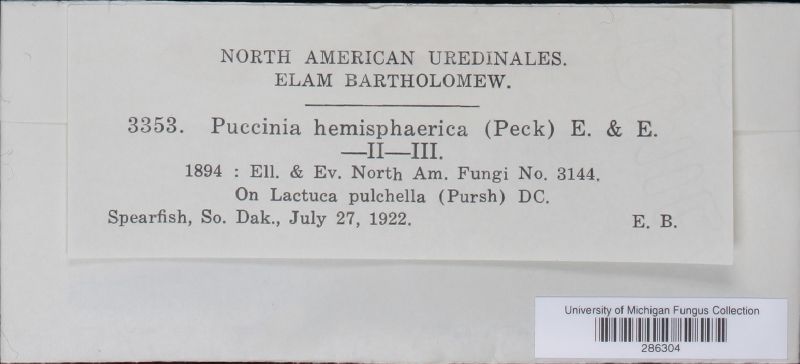 NORTH AMERICAN UREDINALES.
ELAM BARTHOLOMEW.
3353. Puccinia hemisphaerica (Peck) E. & E.
—II—III.
1894 : Ell. & Ev. North Am. Fungi No. 3144.
On Lactuca pulchella (Pursh) DC.
Spearfish, So. Dak., July 27, 1922. E. B.
University of Michigan Fungus Collection
286304